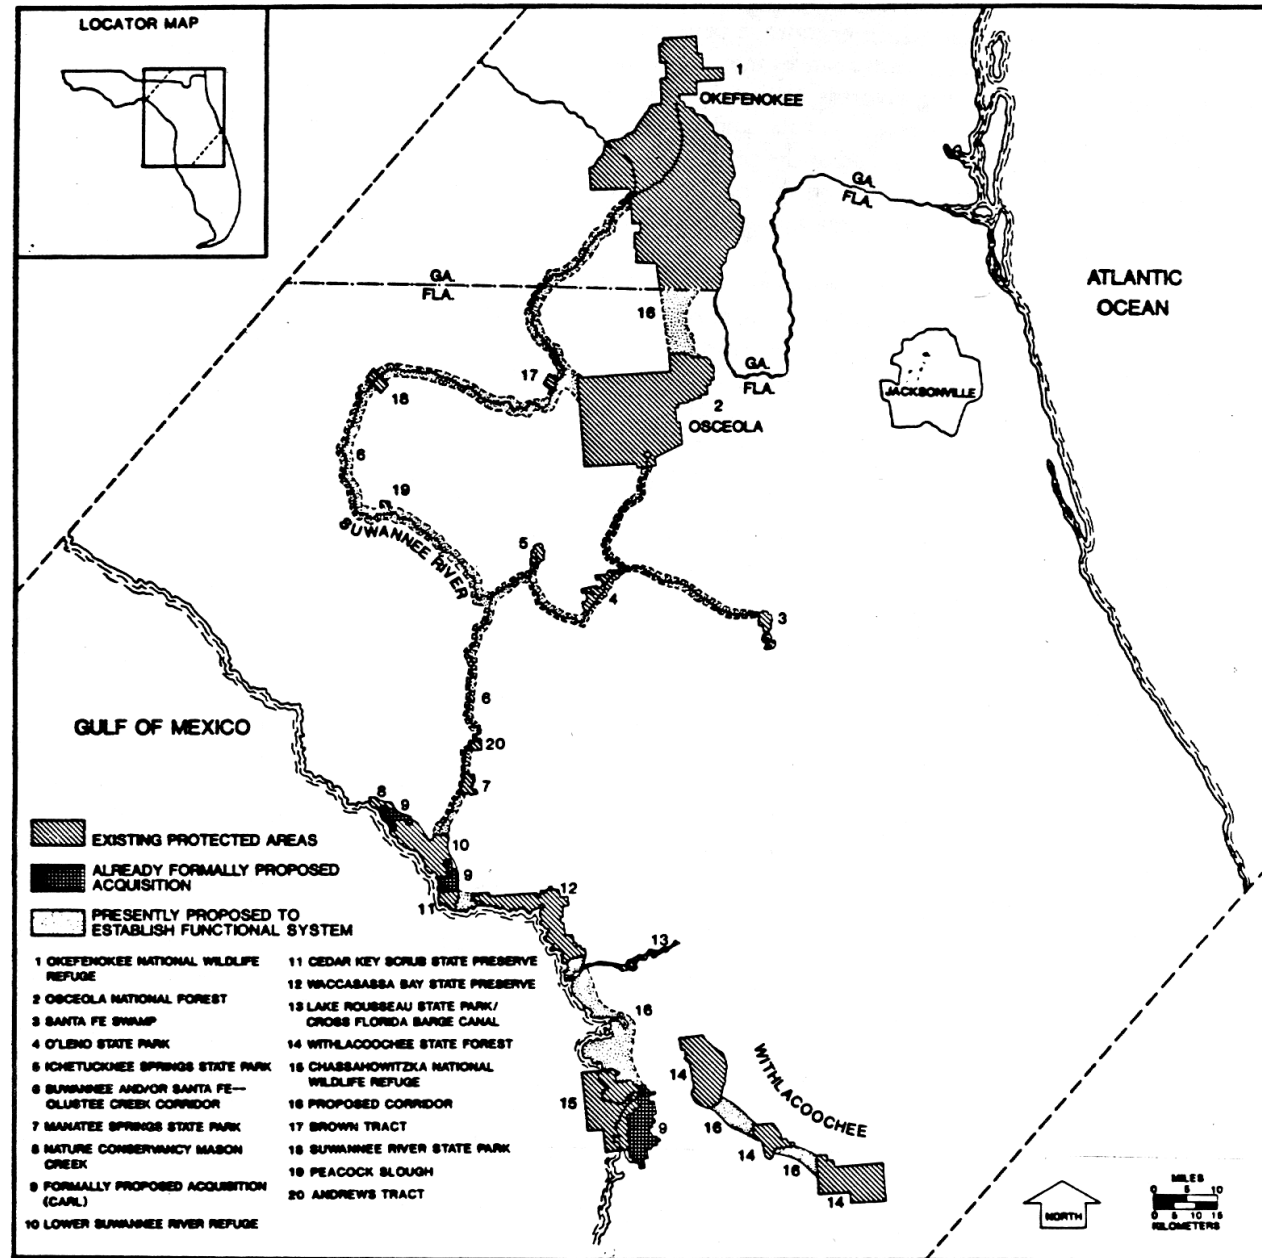 LOCATOR MAP
1
OKEFENOKEE
GA.
FLA.
GA.
FLA.
ATLANTIC
OCEAN
16
GA.
FLA.
17
18
2
OSCEOLA
JACKSONVILLE
6
19
SUWANNEE RIVER
5
4
3
6
GULF OF MEXICO
20
7
8
9
10
9
11
12
13
16
14
WITHLACOOCHEE
15
9
16
14
16
14
EXISTING PROTECTED AREAS
ALREADY FORMALLY PROPOSED
ACQUISITION
PRESENTLY PROPOSED TO
ESTABLISH FUNCTIONAL SYSTEM
1 OKEFENOKEE NATIONAL WILDLIFE
REFUGE
2 OSCEOLA NATIONAL FOREST
3 SANTA FE SWAMP
4 O'LENO STATE PARK
5 ICHETUCKNEE SPRINGS STATE PARK
6 SUWANNEE AND/OR SANTA FE—
OLUSTEE CREEK CORRIDOR
7 MANATEE SPRINGS STATE PARK
8 NATURE CONSERVANCY MASON
CREEK
9 FORMALLY PROPOSED ACQUISITION
(CARL)
10 LOWER SUWANNEE RIVER REFUGE
11 CEDAR KEY SCRUB STATE PRESERVE
12 WACCASASSA BAY STATE PRESERVE
13 LAKE ROUSSEAU STATE PARK/
CROSS FLORIDA BARGE CANAL
14 WITHLACOOCHEE STATE FOREST
15 CHASSAHOWITZKA NATIONAL
WILDLIFE REFUGE
16 PROPOSED CORRIDOR
17 BROWN TRACT
18 SUWANNEE RIVER STATE PARK
19 PEACOCK SLOUGH
20 ANDREWS TRACT
NORTH
MILES
0 5 10
0 5 10 15
KILOMETERS